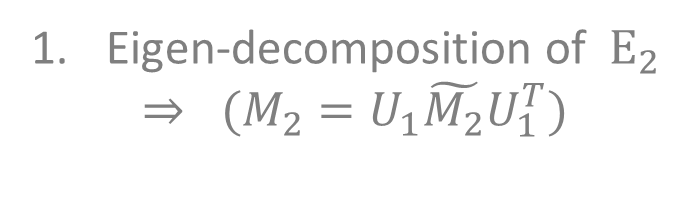 1. Eigen-decomposition of E₂
⇒ (M₂ = U₁M̃₂U₁ᵀ)